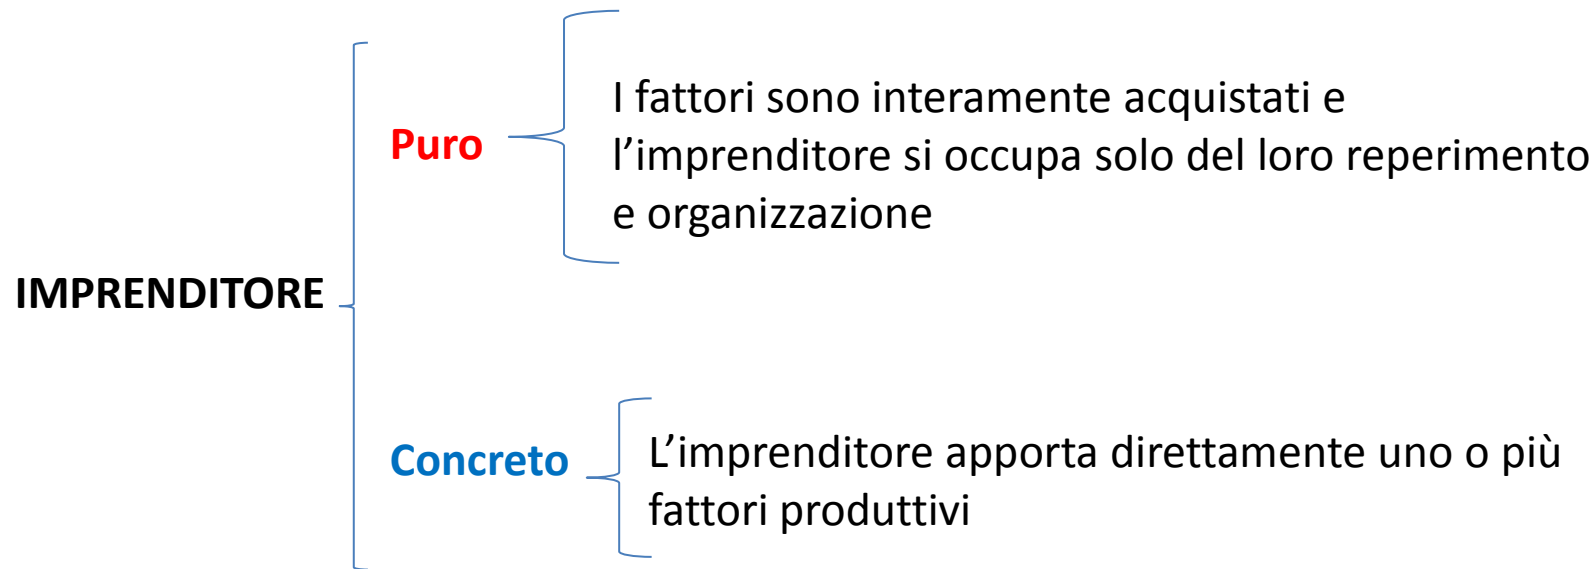 I fattori sono interamente acquistati e
Puro
l’imprenditore si occupa solo del loro reperimento
e organizzazione
IMPRENDITORE
Concreto
L’imprenditore apporta direttamente uno o più
fattori produttivi